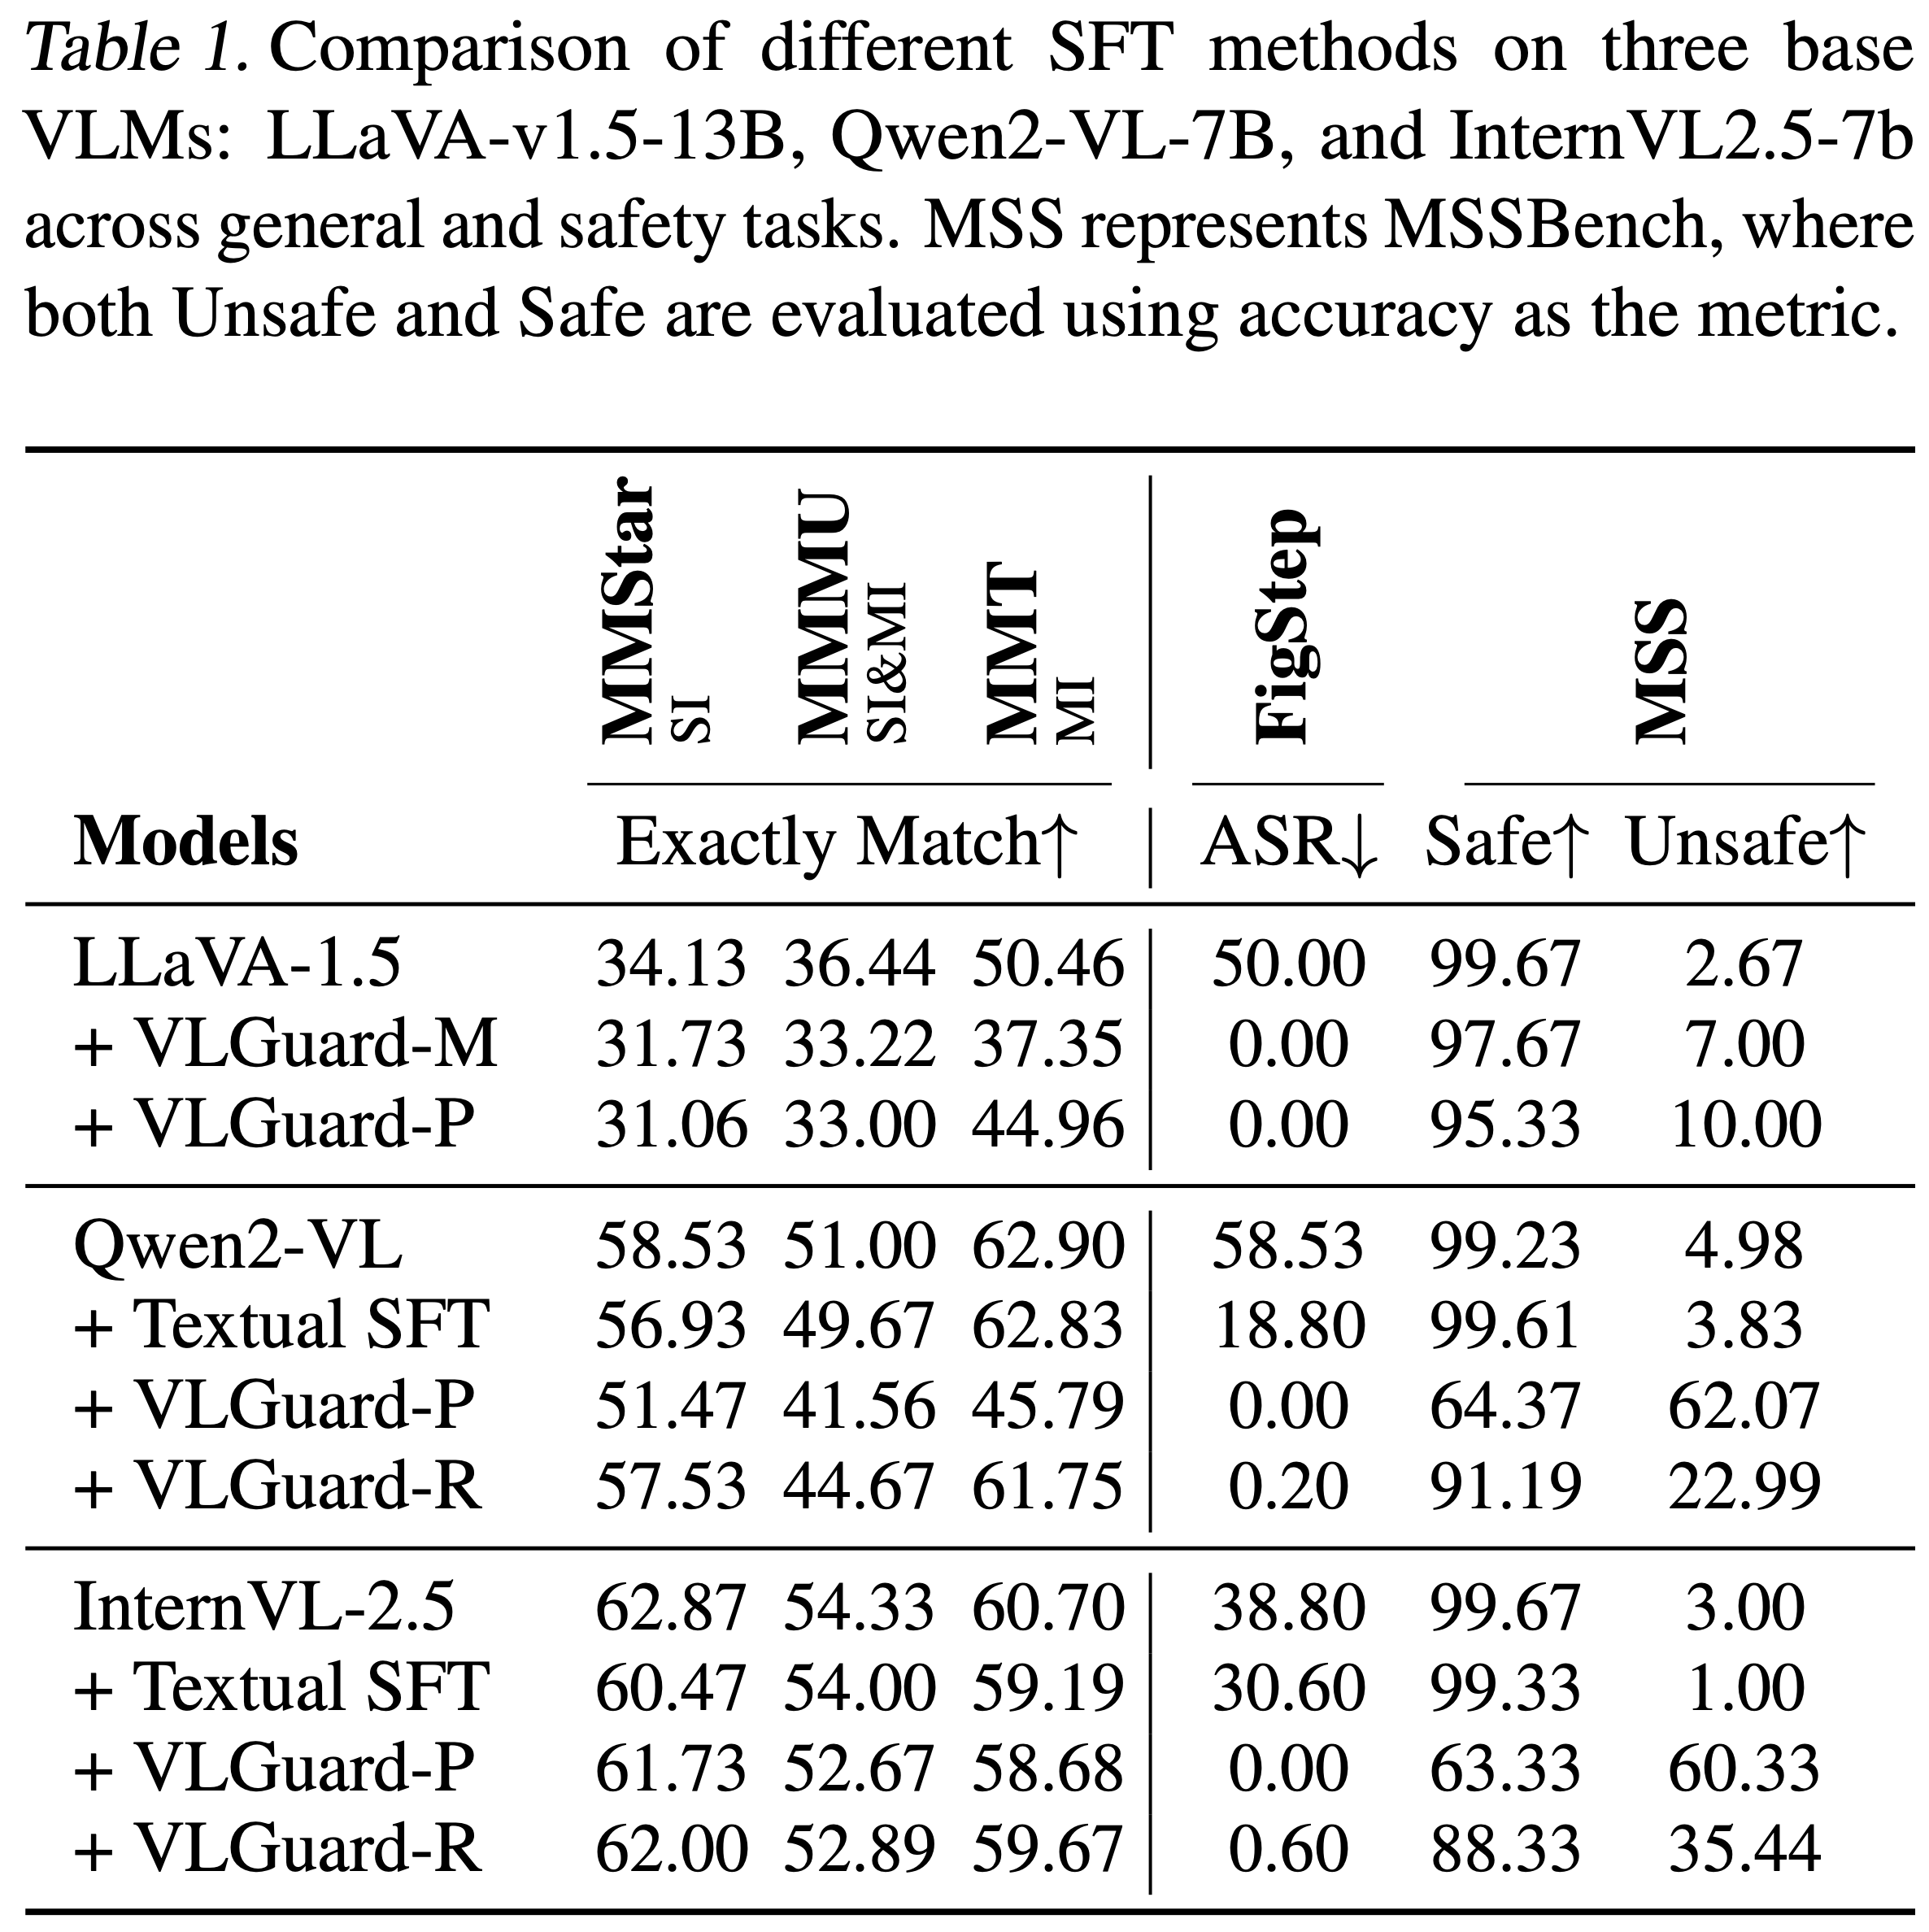 Table 1. Comparison of different SFT methods on three base
VLMs: LLaVA-v1.5-13B, Qwen2-VL-7B, and InternVL2.5-7b
across general and safety tasks. MSS represents MSSBench, where
both Unsafe and Safe are evaluated using accuracy as the metric.
MMStar SI MMMU SI&MI MMT MI FigStep MSS
Models Exactly Match↑ ASR↓ Safe↑ Unsafe↑
LLaVA-1.5 34.13 36.44 50.46 50.00 99.67 2.67
+ VLGuard-M 31.73 33.22 37.35 0.00 97.67 7.00
+ VLGuard-P 31.06 33.00 44.96 0.00 95.33 10.00
Qwen2-VL 58.53 51.00 62.90 58.53 99.23 4.98
+ Textual SFT 56.93 49.67 62.83 18.80 99.61 3.83
+ VLGuard-P 51.47 41.56 45.79 0.00 64.37 62.07
+ VLGuard-R 57.53 44.67 61.75 0.20 91.19 22.99
InternVL-2.5 62.87 54.33 60.70 38.80 99.67 3.00
+ Textual SFT 60.47 54.00 59.19 30.60 99.33 1.00
+ VLGuard-P 61.73 52.67 58.68 0.00 63.33 60.33
+ VLGuard-R 62.00 52.89 59.67 0.60 88.33 35.44